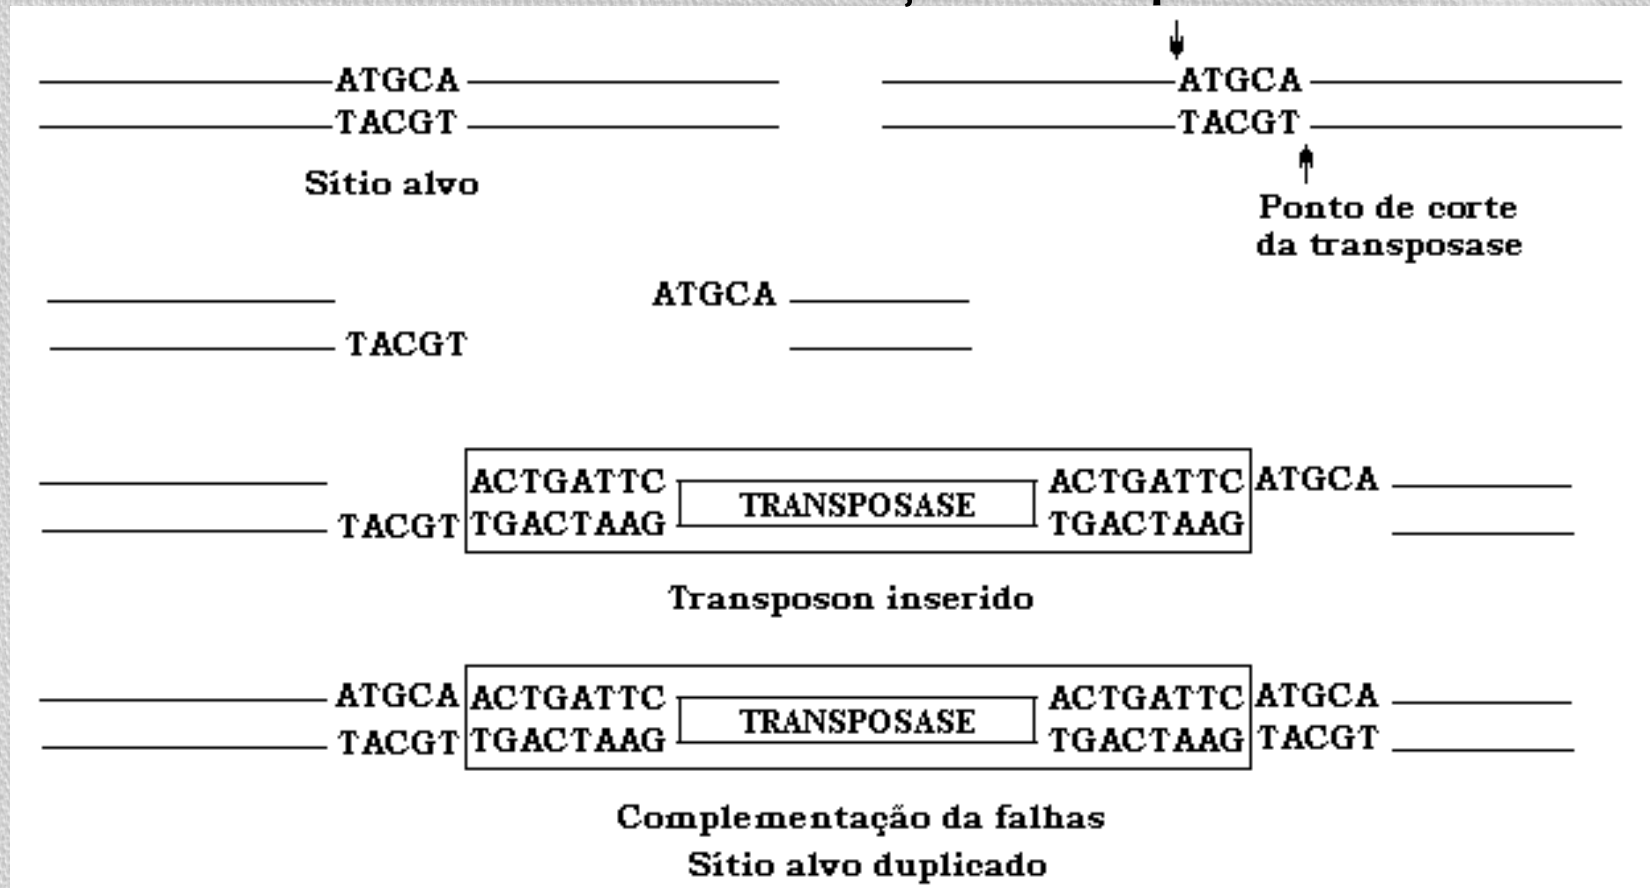 ATGCA
TACGT
Sítio alvo
ATGCA
TACGT
Ponto de corte
da transposase
ATGCA
TACGT
ACTGATTC ACTGATTC ATGCA
TRANSPOSASE
TACGT TGACTAAG TGACTAAG
Transposon inserido
ATGCA ACTGATTC ACTGATTC ATGCA
TRANSPOSASE
TACGT TGACTAAG TGACTAAG TACGT
Complementação da falhas
Sítio alvo duplicado